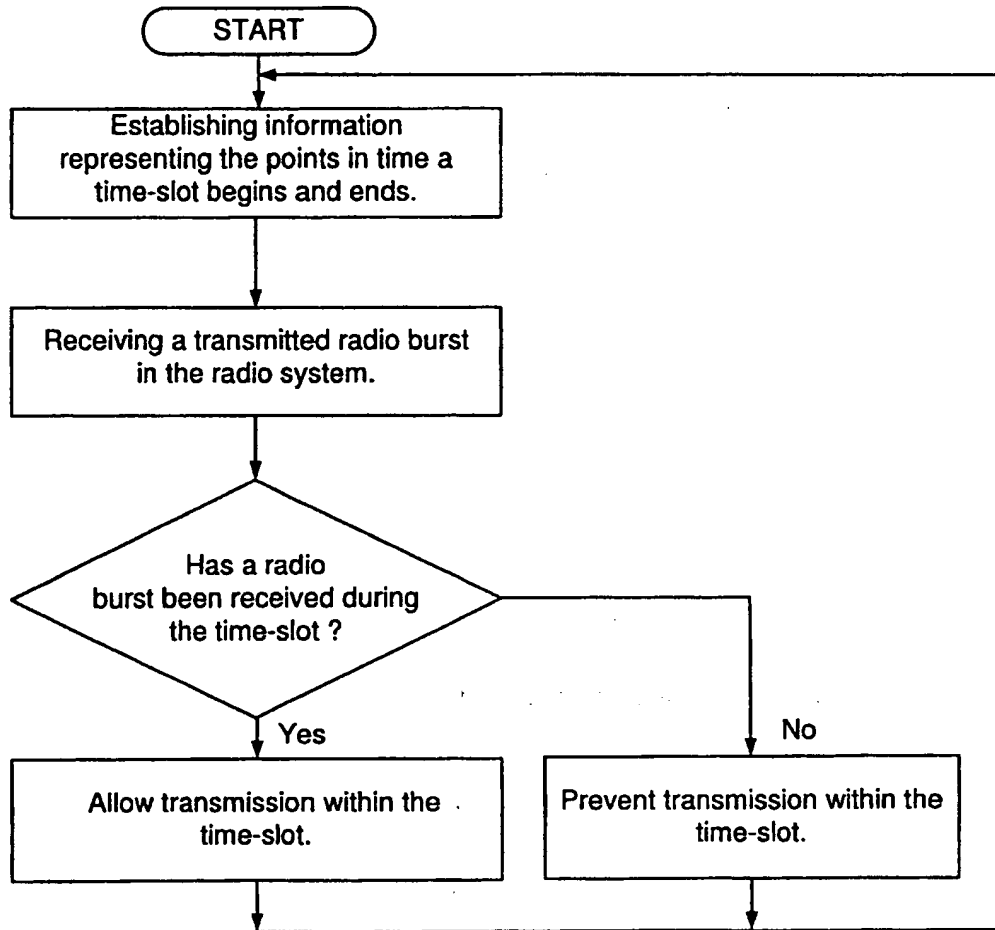 START
Establishing information
representing the points in time a
time-slot begins and ends.
Receiving a transmitted radio burst
in the radio system.
Has a radio
burst been received during
the time-slot ?
Yes
No
Allow transmission within the
time-slot.
Prevent transmission within the
time-slot.